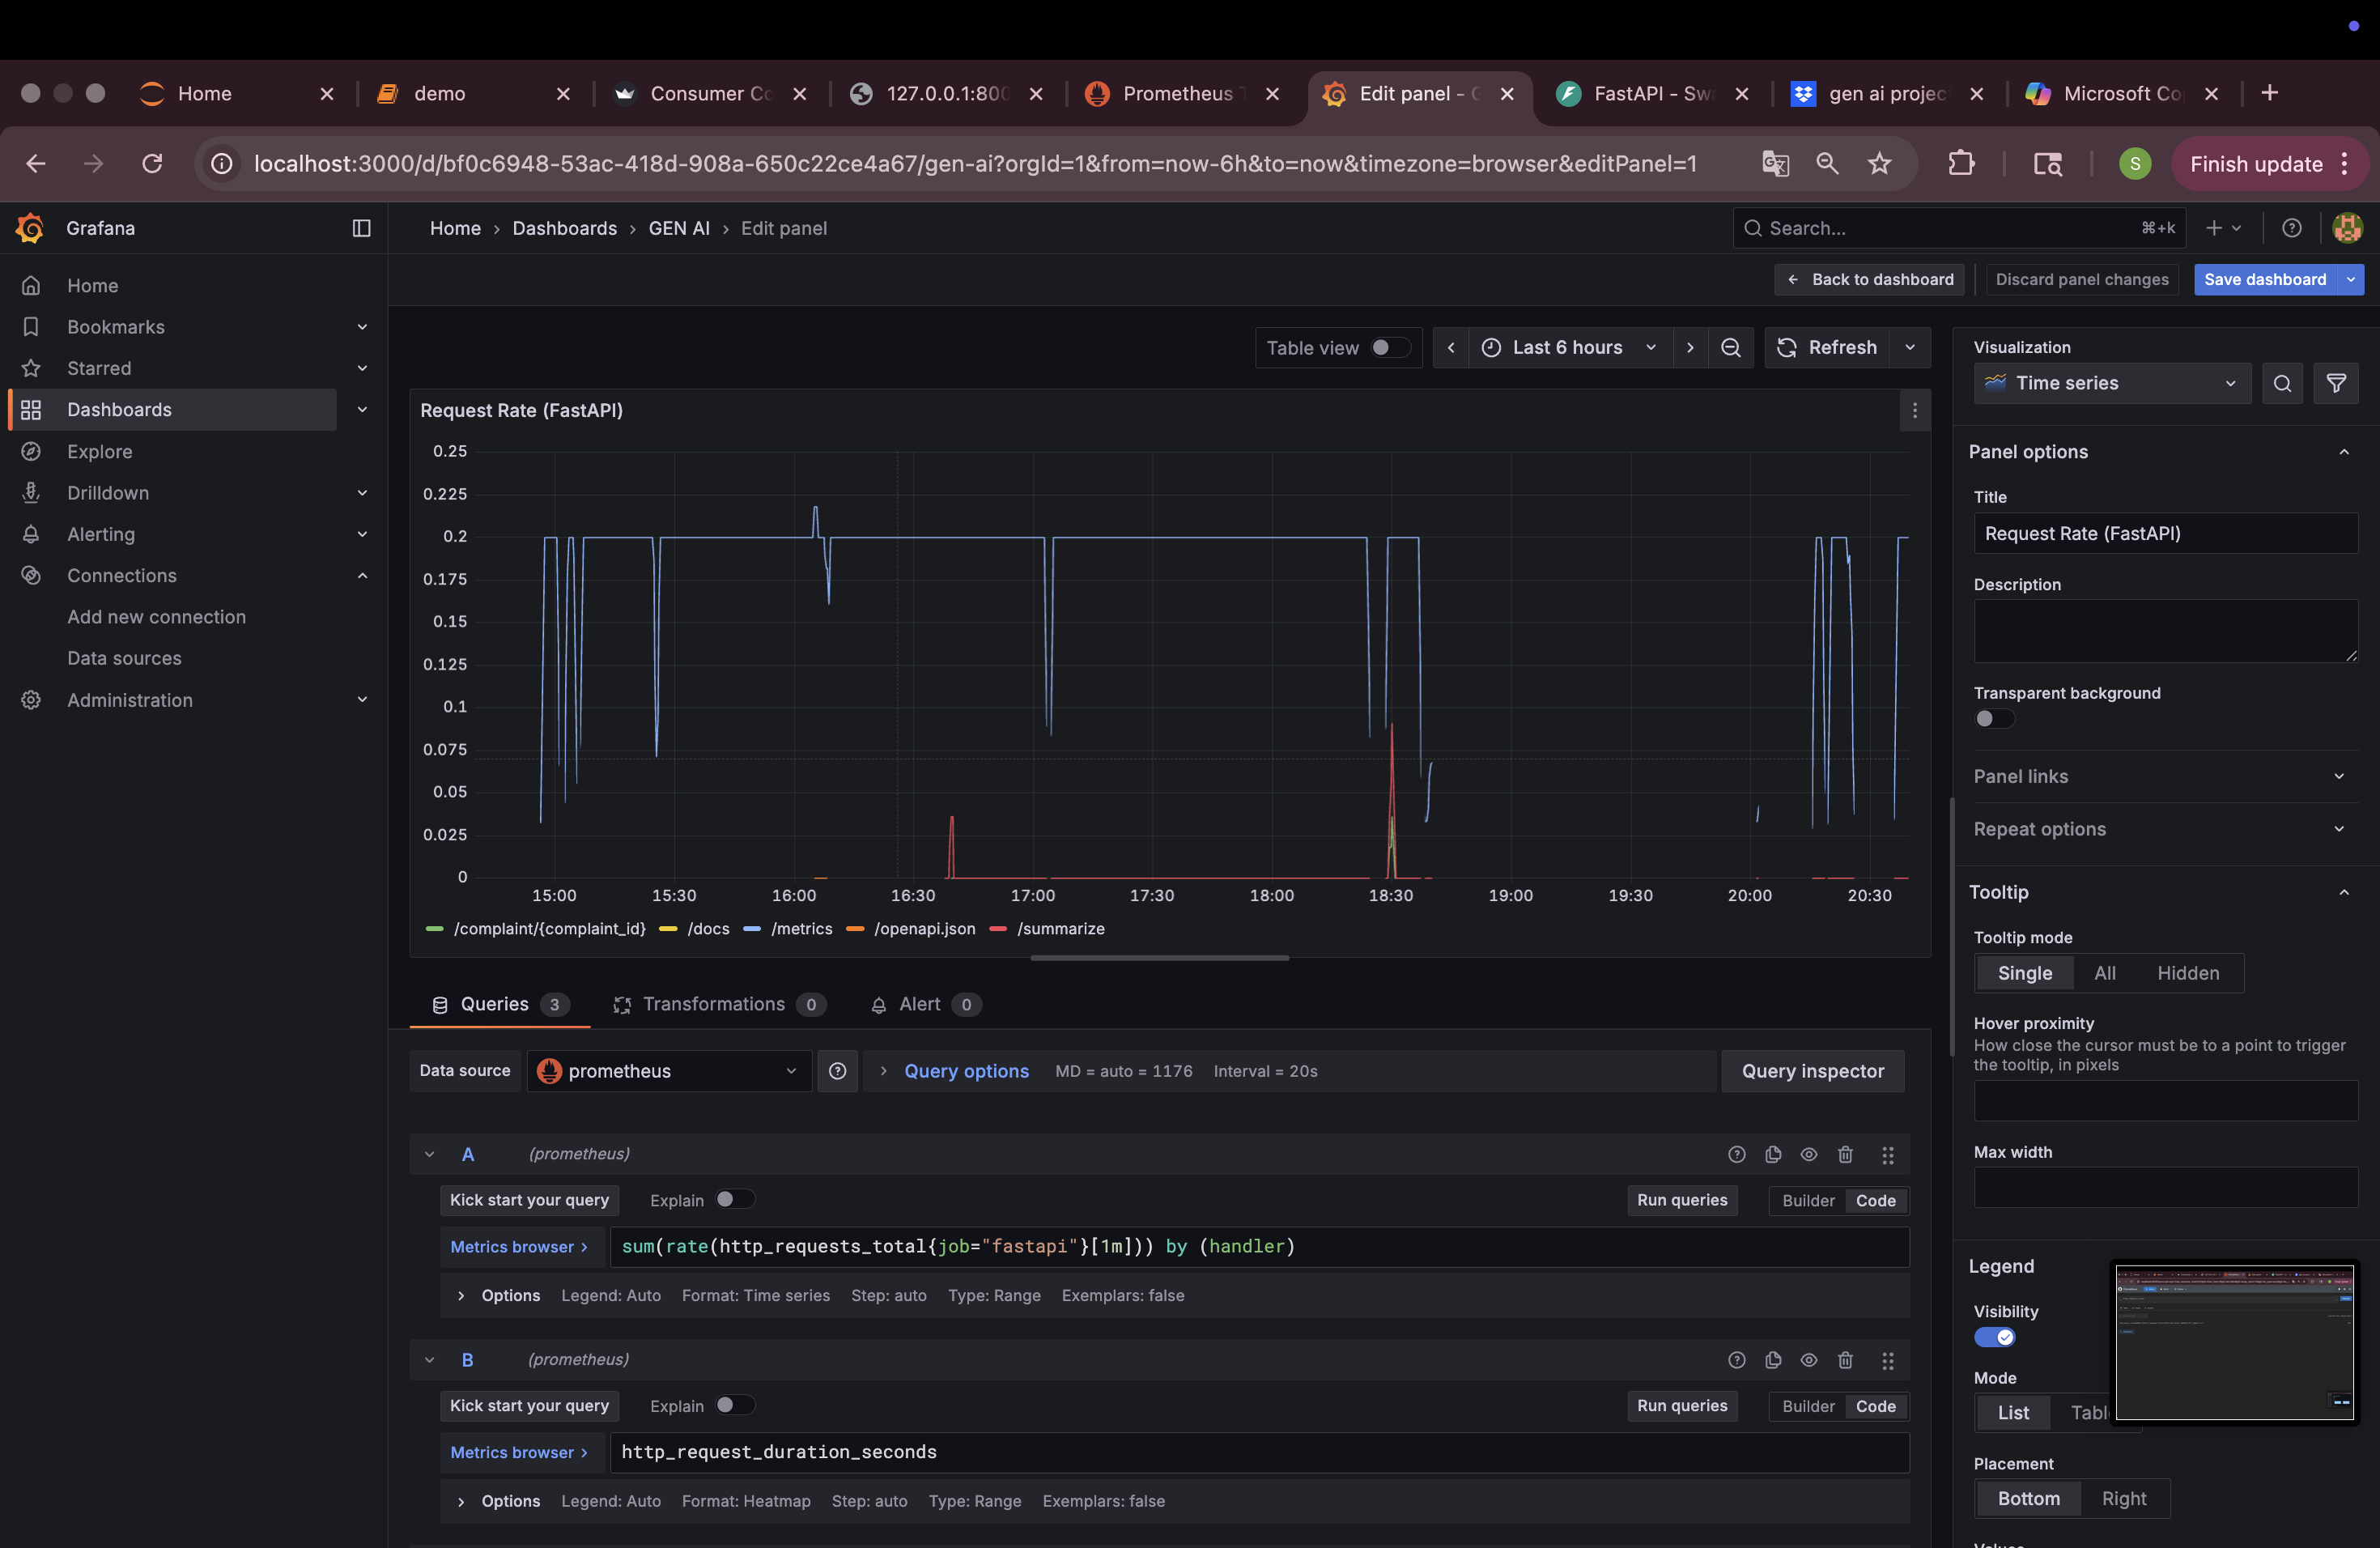 Home
demo
Consumer Co
127.0.0.1:800
Prometheus
Edit panel -
FastAPI - Swa
gen ai projec
Microsoft Co
localhost:3000/d/bf0c6948-53ac-418d-908a-650c22ce4a67/gen-ai?orgId=1&from=now-6h&to=now&timezone=browser&editPanel=1
S
Finish update
Grafana
Home › Dashboards › GEN AI › Edit panel
Search...
⌘+k
Home
Bookmarks
Starred
Dashboards
Explore
Drilldown
Alerting
Connections
Add new connection
Data sources
Administration
Back to dashboard
Discard panel changes
Save dashboard
Table view
Last 6 hours
Refresh
Request Rate (FastAPI)
0.25
0.225
0.2
0.175
0.15
0.125
0.1
0.075
0.05
0.025
0
15:00 15:30 16:00 16:30 17:00 17:30 18:00 18:30 19:00 19:30 20:00 20:30
/complaint/{complaint_id} /docs /metrics /openapi.json /summarize
Queries 3
Transformations 0
Alert 0
Data source
prometheus
Query options MD = auto = 1176 Interval = 20s
Query inspector
A (prometheus)
Kick start your query
Explain
Run queries
Builder Code
Metrics browser ›
sum(rate(http_requests_total{job="fastapi"}[1m])) by (handler)
Options Legend: Auto Format: Time series Step: auto Type: Range Exemplars: false
B (prometheus)
Kick start your query
Explain
Run queries
Builder Code
Metrics browser ›
http_request_duration_seconds
Options Legend: Auto Format: Heatmap Step: auto Type: Range Exemplars: false
Visualization
Time series
Panel options
Title
Request Rate (FastAPI)
Description
Transparent background
Panel links
Repeat options
Tooltip
Tooltip mode
Single All Hidden
Hover proximity
How close the cursor must be to a point to trigger
the tooltip, in pixels
Max width
Legend
Visibility
Mode
List Tabl
Placement
Bottom Right